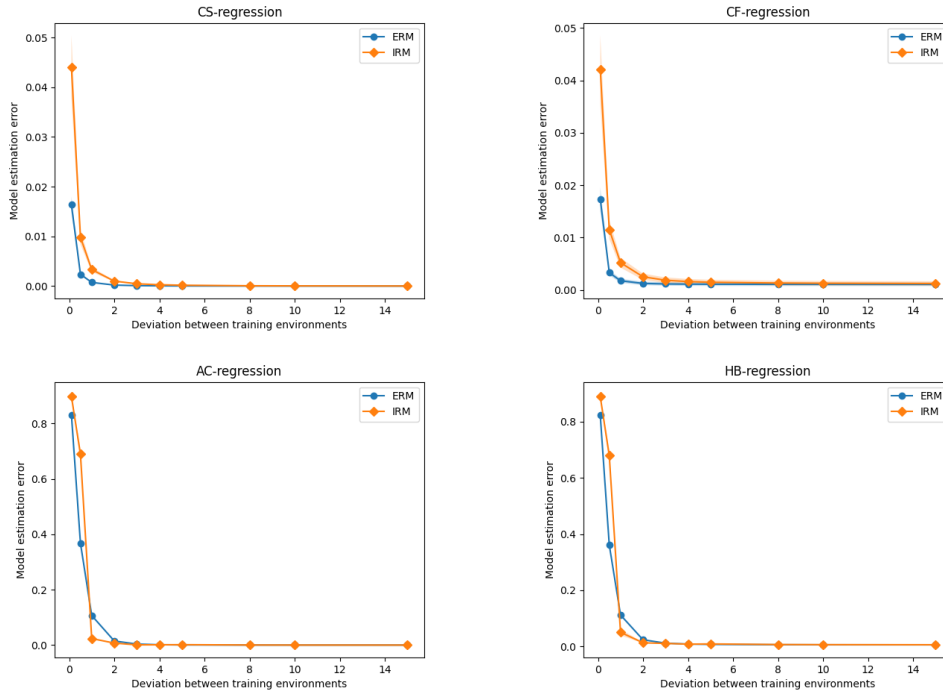 CS-regression
0.05
0.04
0.03
0.02
0.01
0.00
Model estimation error
ERM
IRM
0 2 4 6 8 10 12 14
Deviation between training environments
CF-regression
0.05
0.04
0.03
0.02
0.01
0.00
Model estimation error
ERM
IRM
0 2 4 6 8 10 12 14
Deviation between training environments
AC-regression
0.8
0.6
0.4
0.2
0.0
Model estimation error
ERM
IRM
0 2 4 6 8 10 12 14
Deviation between training environments
HB-regression
0.8
0.6
0.4
0.2
0.0
Model estimation error
ERM
IRM
0 2 4 6 8 10 12 14
Deviation between training environments